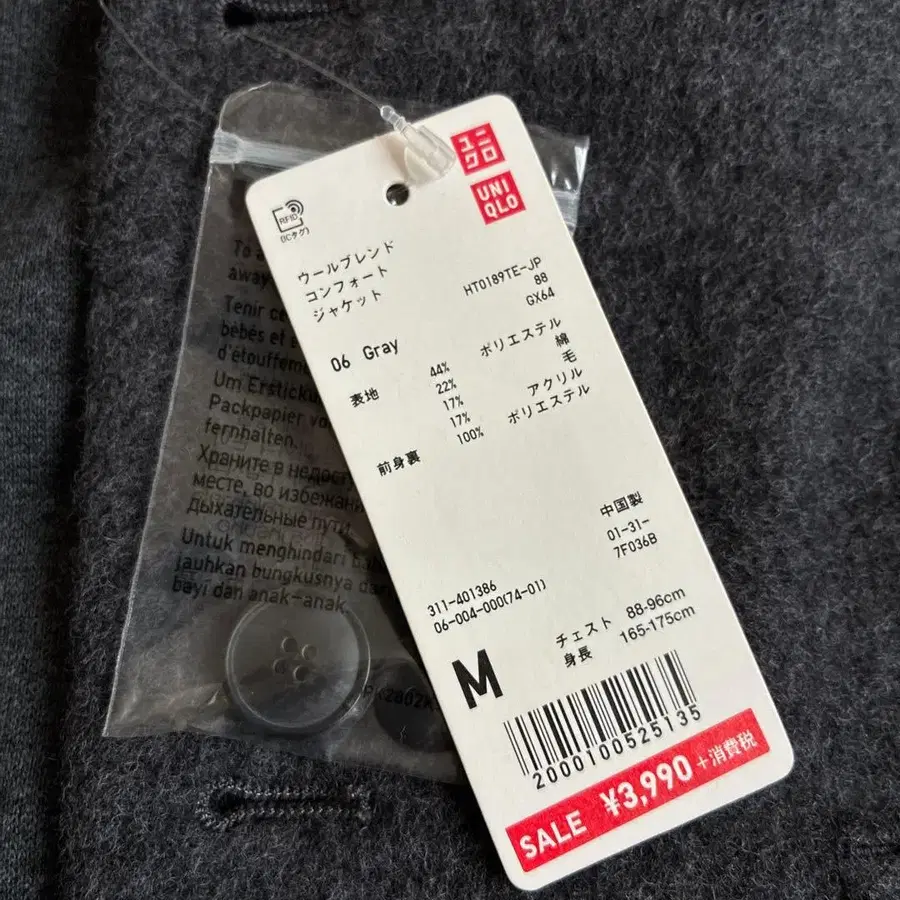 ユニ
クロ
UNI
QLO
RFID
(ICタグ)
ウールブレンド
コンフォート
ジャケット
HT0189TE-JP
88
GX64
06 Gray
表地 44% ポリエステル
22% 綿
17% 毛
17% アクリル
前身裏 100% ポリエステル
中国製
01-31-
7F036B
311-401386
06-004-000(74-01)
M
チェスト 88-96cm
身長 165-175cm
2000100525135
SALE ¥3,990 +消費税
To a
away
Tenir ce
bébés et
d'étouffeme
Um Erstick
Packpapier vo
fernhalten.
Храните в недост
месте, во избежан
дыхательные пути.
Untuk menghindari bah
jauhkan bungkusnya dar
bayi dan anak-anak.